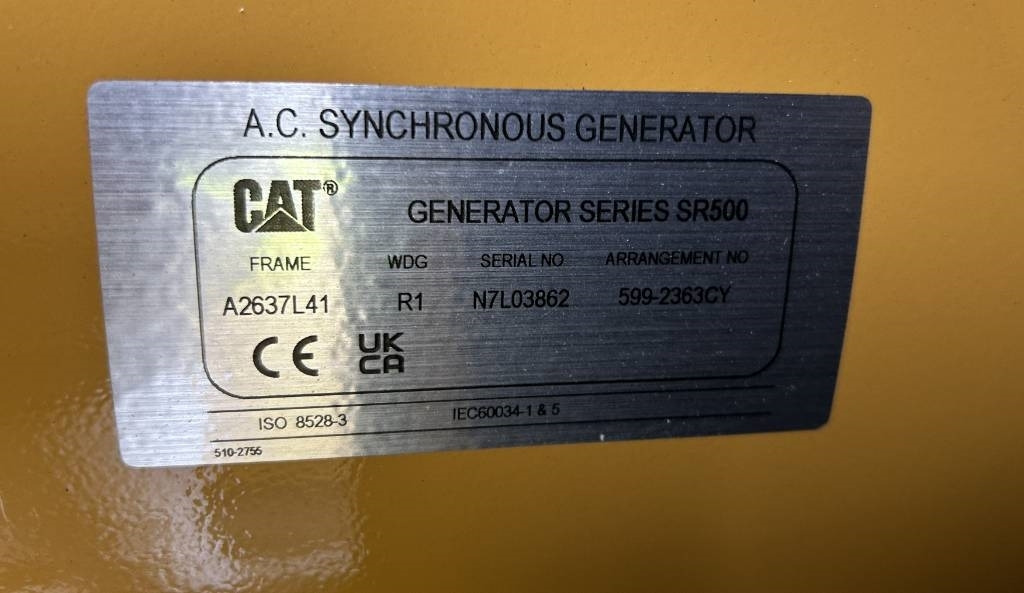 A.C. SYNCHRONOUS GENERATOR
CAT®
GENERATOR SERIES SR500
FRAME WDG SERIAL NO ARRANGEMENT NO
A2637L41 R1 N7L03862 599-2363CY
CE UK CA
ISO 8528-3 IEC60034-1 & 5
510-2755